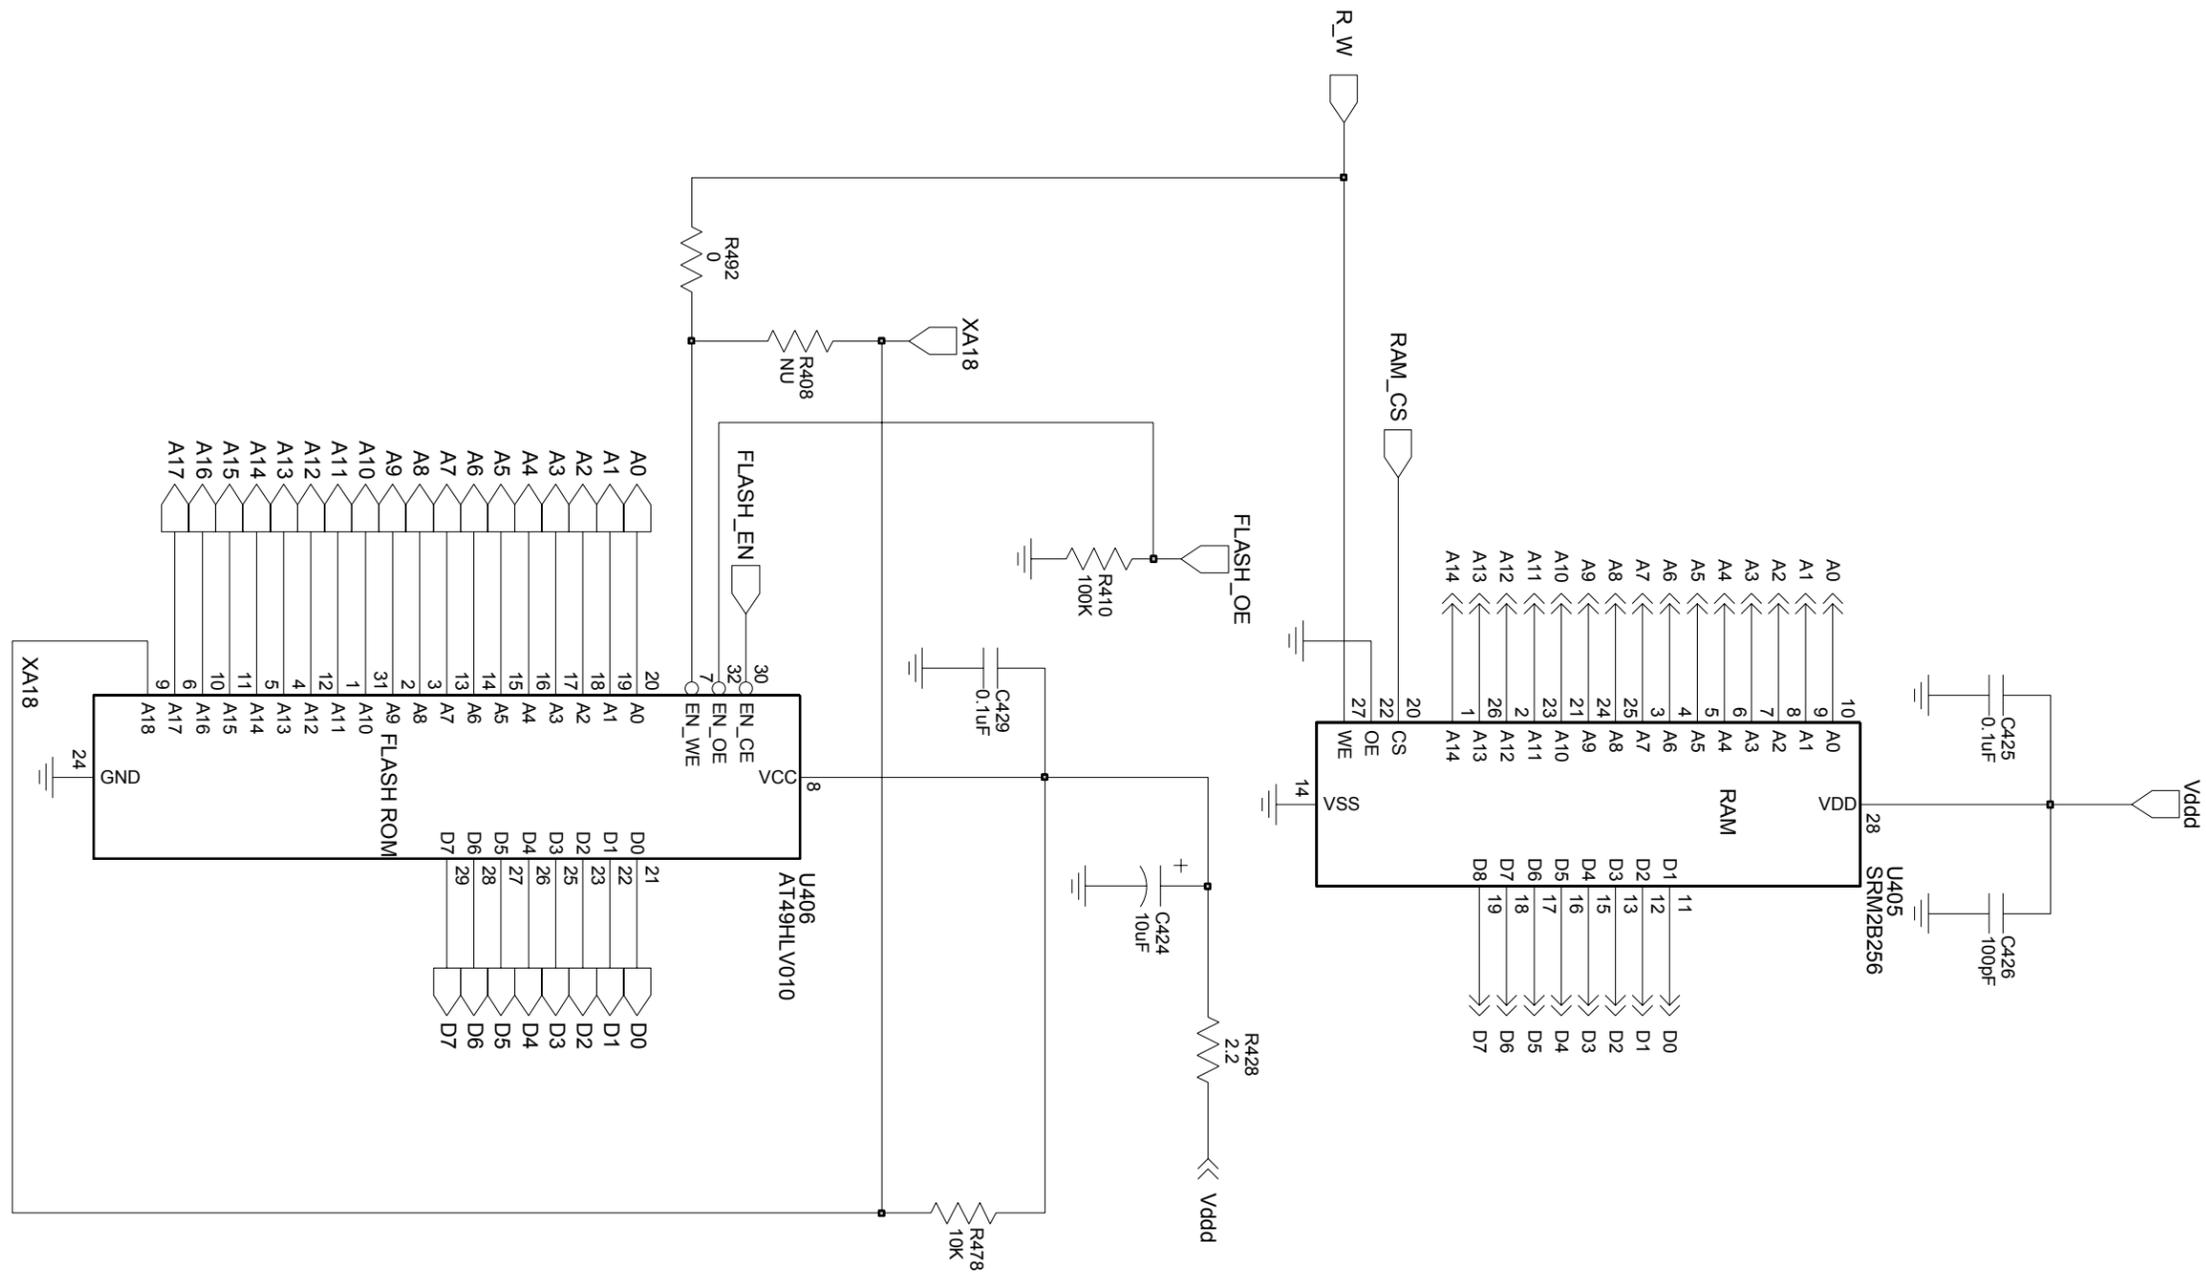 R_W
R492
0
R408
NU
XA18
RAM_CS
FLASH_OE
R410
100K
FLASH_EN
A17
A16
A15
A14
A13
A12
A11
A10
A9
A8
A7
A6
A5
A4
A3
A2
A1
A0
XA18
9
6
10
11
5
4
12
1
31
2
3
13
14
15
16
17
18
19
20
7
32
30
A18
A17
A16
A15
A14
A13
A12
A11
A10
A9
A8
A7
A6
A5
A4
A3
A2
A1
A0
EN_WE
EN_OE
EN_CE
FLASH ROM
24
GND
VCC
8
D7
D6
D5
D4
D3
D2
D1
D0
29
28
27
26
25
23
22
21
U406
AT49HLV010
D7
D6
D5
D4
D3
D2
D1
D0
C429
0.1uF
+
C424
10uF
R428
2.2
Vddd
R478
10K
A14
A13
A12
A11
A10
A9
A8
A7
A6
A5
A4
A3
A2
A1
A0
27
22
20
1
26
2
23
21
24
25
3
4
5
6
7
8
9
10
WE
OE
CS
A14
A13
A12
A11
A10
A9
A8
A7
A6
A5
A4
A3
A2
A1
A0
RAM
14
VSS
VDD
28
D8
D7
D6
D5
D4
D3
D2
D1
19
18
17
16
15
13
12
11
U405
SRM2B256
D7
D6
D5
D4
D3
D2
D1
D0
C425
0.1uF
Vdd
C426
100pF